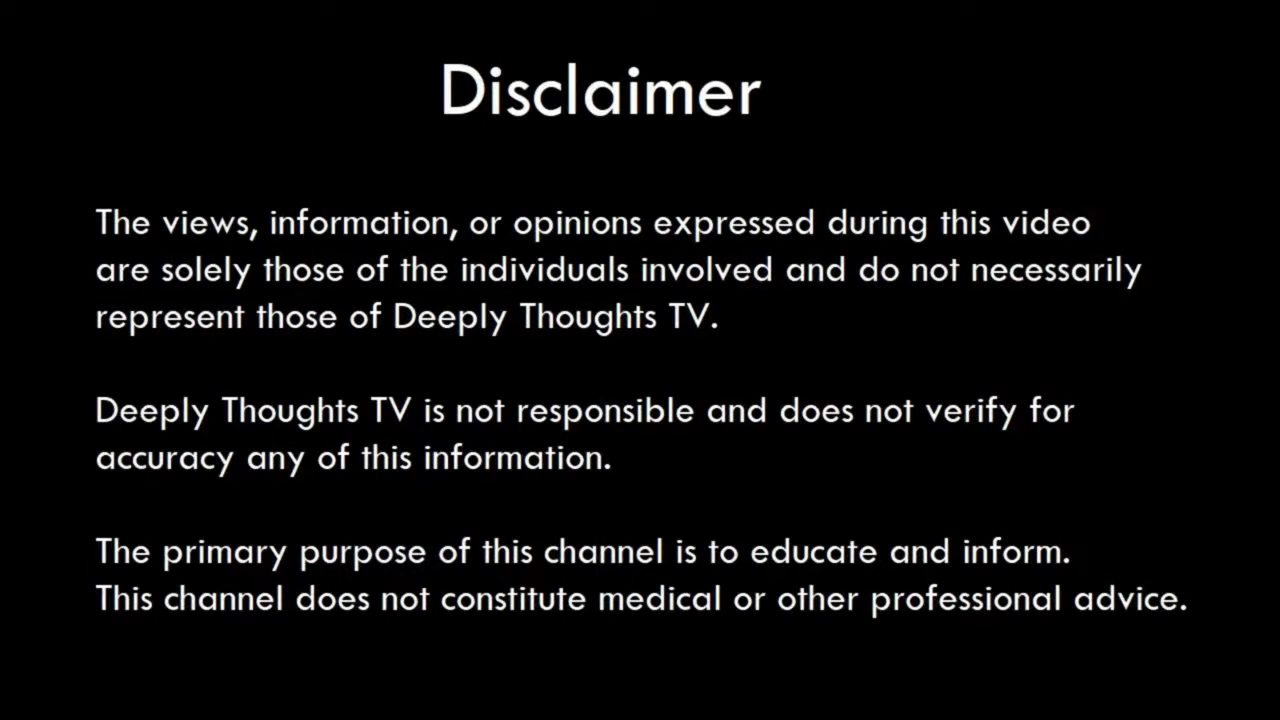 Disclaimer
The views, information, or opinions expressed during this video
are solely those of the individuals involved and do not necessarily
represent those of Deeply Thoughts TV.
Deeply Thoughts TV is not responsible and does not verify for
accuracy any of this information.
The primary purpose of this channel is to educate and inform.
This channel does not constitute medical or other professional advice.